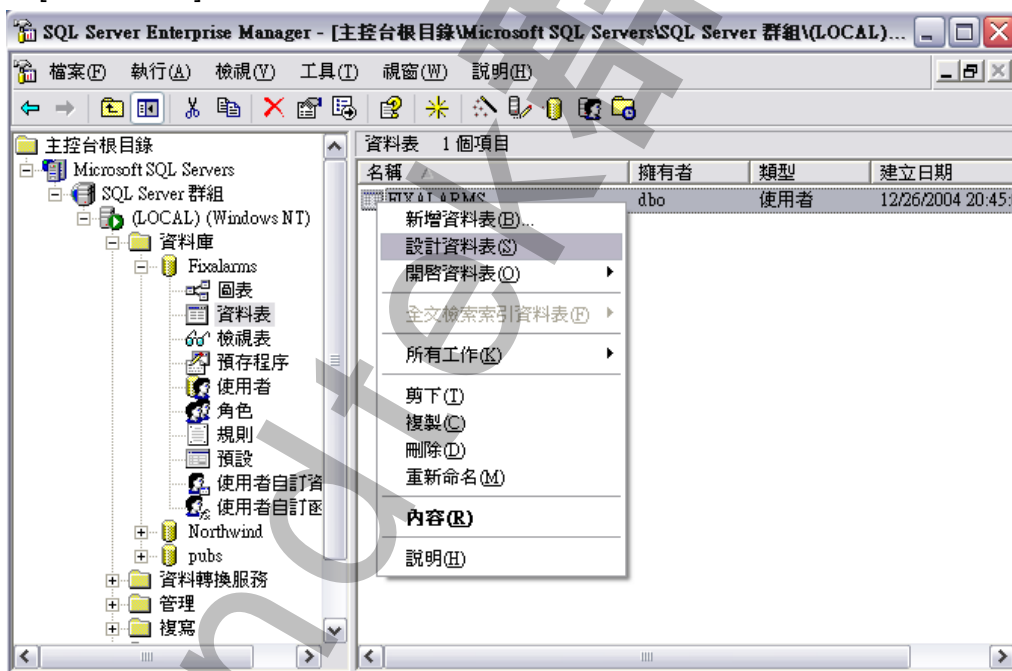 SQL Server Enterprise Manager - [主控台根目錄\Microsoft SQL Servers\SQL Server 群組\(LOCAL)...
檔案(F) 執行(A) 檢視(V) 工具(T) 視窗(W) 說明(H)
主控台根目錄
Microsoft SQL Servers
SQL Server 群組
(LOCAL) (Windows NT)
資料庫
Fixalarms
圖表
資料表
檢視表
預存程序
使用者
角色
規則
預設
使用者自訂資
使用者自訂函
Northwind
pubs
資料轉換服務
管理
複寫
資料表 1 個項目
名稱 擁有者 類型 建立日期
FIXALARMS dbo 使用者 12/26/2004 20:45:
新增資料表(B)...
設計資料表(S)
開啟資料表(O)
全文檢索索引資料表(F)
所有工作(K)
剪下(T)
複製(C)
刪除(D)
重新命名(M)
內容(R)
說明(H)